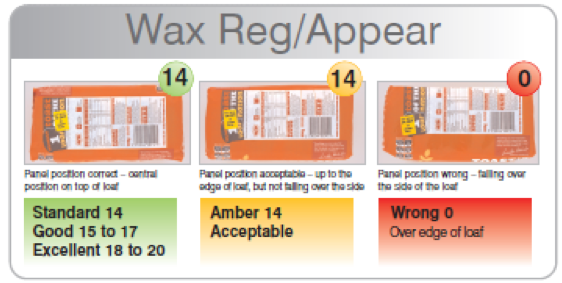 Wax Reg/Appear
14
14
0
Panel position correct – central
position on top of loaf
Panel position acceptable – up to the
edge of loaf, but not falling over the side
Panel position wrong – falling over
the side of the loaf
Standard 14
Good 15 to 17
Excellent 18 to 20
Amber 14
Acceptable
Wrong 0
Over edge of loaf